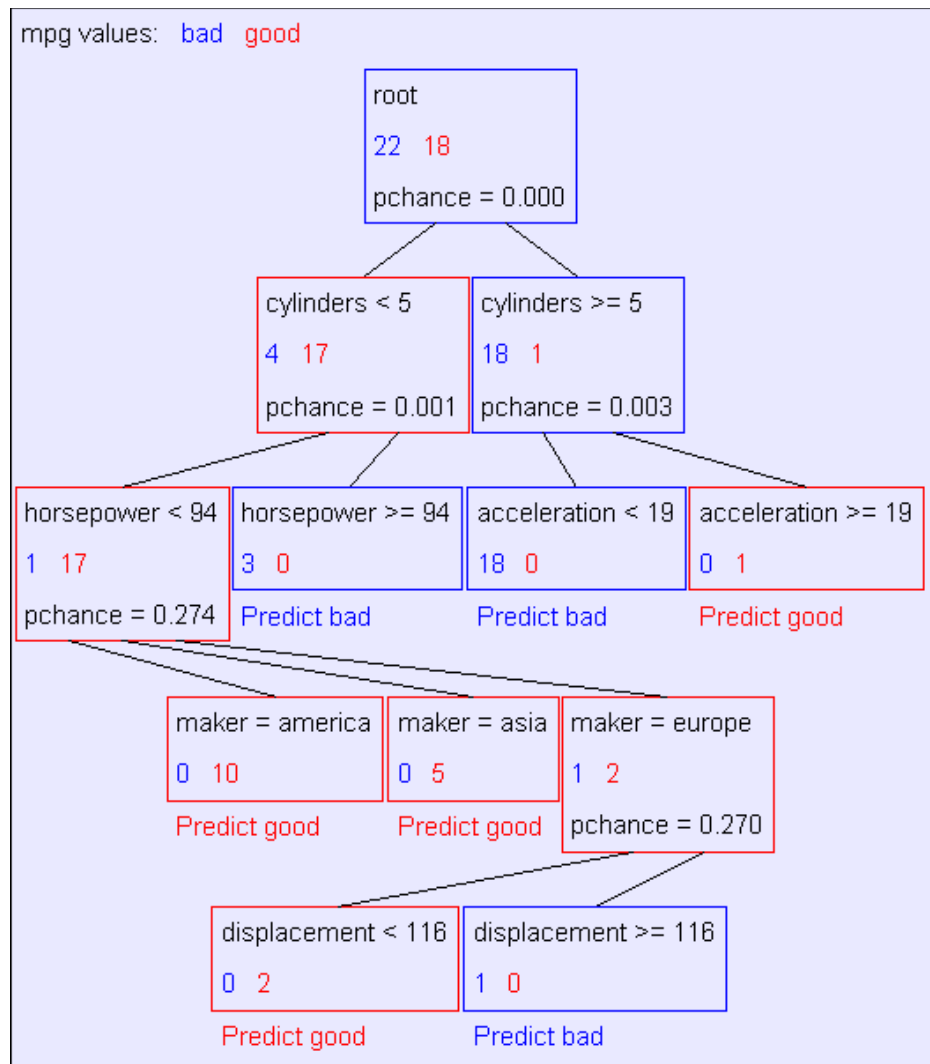 mpg values: bad good
root
22 18
pchance = 0.000
cylinders < 5
4 17
pchance = 0.001
cylinders >= 5
18 1
pchance = 0.003
horsepower < 94
1 17
pchance = 0.274
horsepower >= 94
3 0
Predict bad
acceleration < 19
18 0
Predict bad
acceleration >= 19
0 1
Predict good
maker = america
0 10
Predict good
maker = asia
0 5
Predict good
maker = europe
1 2
pchance = 0.270
displacement < 116
0 2
Predict good
displacement >= 116
1 0
Predict bad